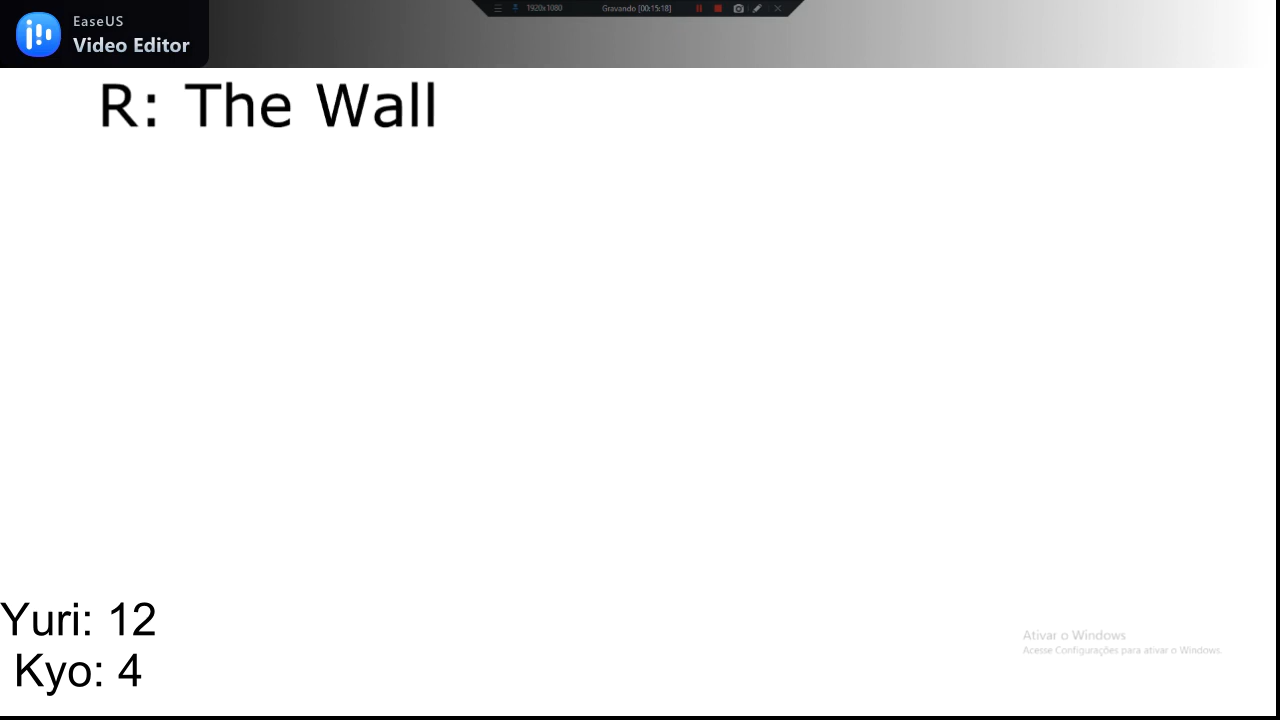 EaseUS
Video Editor
1920x1080
Gravando [00:15:18]
R: The Wall
Yuri: 12
Kyo: 4
Ativar o Windows
Acesse Configurações para ativar o Windows.